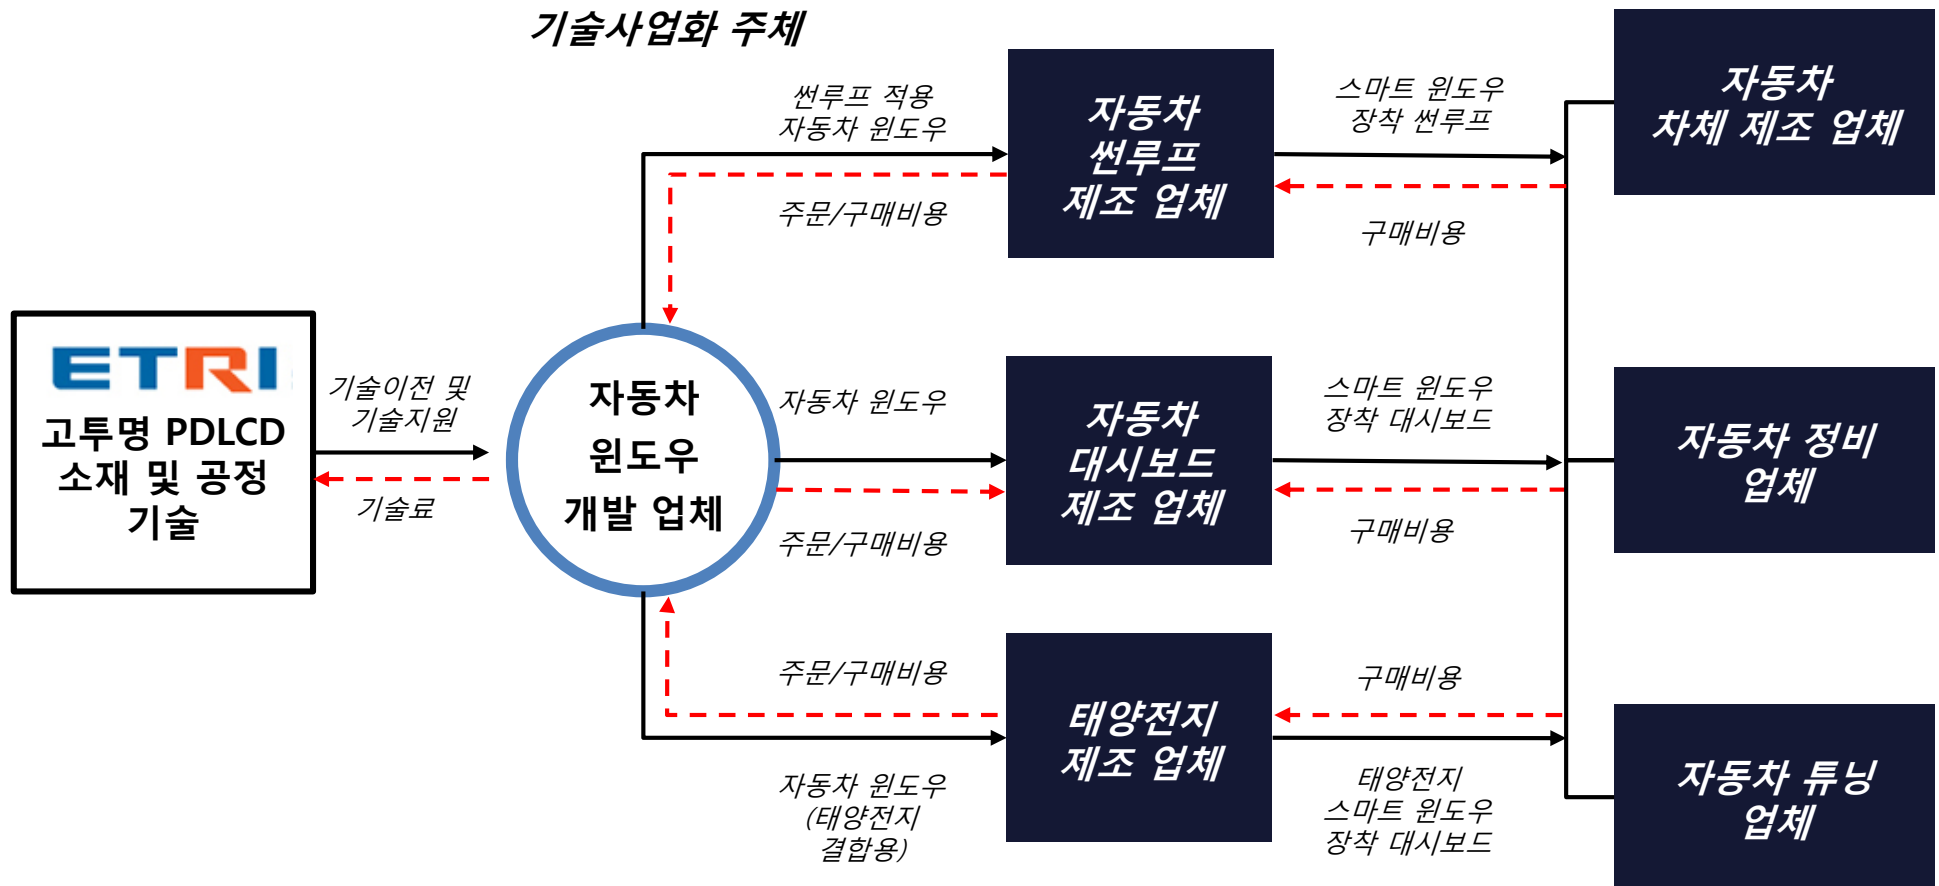 기술사업화 주체
ETRI
고투명 PDLCD
소재 및 공정
기술
기술이전 및
기술지원
기술료
자동차
윈도우
개발 업체
썬루프 적용
자동차 윈도우
주문/구매비용
자동차
썬루프
제조 업체
스마트 윈도우
장착 썬루프
구매비용
자동차
차체 제조 업체
자동차 윈도우
주문/구매비용
자동차
대시보드
제조 업체
스마트 윈도우
장착 대시보드
구매비용
자동차 정비
업체
주문/구매비용
자동차 윈도우
(태양전지
결합용)
태양전지
제조 업체
구매비용
태양전지
스마트 윈도우
장착 대시보드
자동차 튜닝
업체